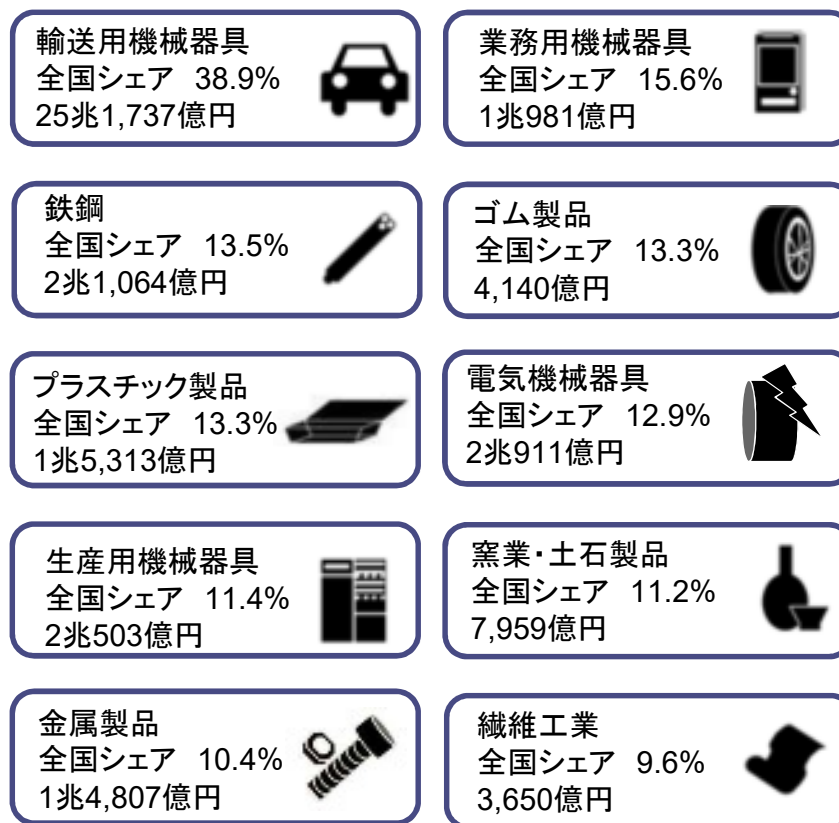 輸送用機械器具
全国シェア 38.9%
25兆1,737億円
業務用機械器具
全国シェア 15.6%
1兆981億円
鉄鋼
全国シェア 13.5%
2兆1,064億円
ゴム製品
全国シェア 13.3%
4,140億円
プラスチック製品
全国シェア 13.3%
1兆5,313億円
電気機械器具
全国シェア 12.9%
2兆911億円
生産用機械器具
全国シェア 11.4%
2兆503億円
窯業・土石製品
全国シェア 11.2%
7,959億円
金属製品
全国シェア 10.4%
1兆4,807億円
繊維工業
全国シェア 9.6%
3,650億円